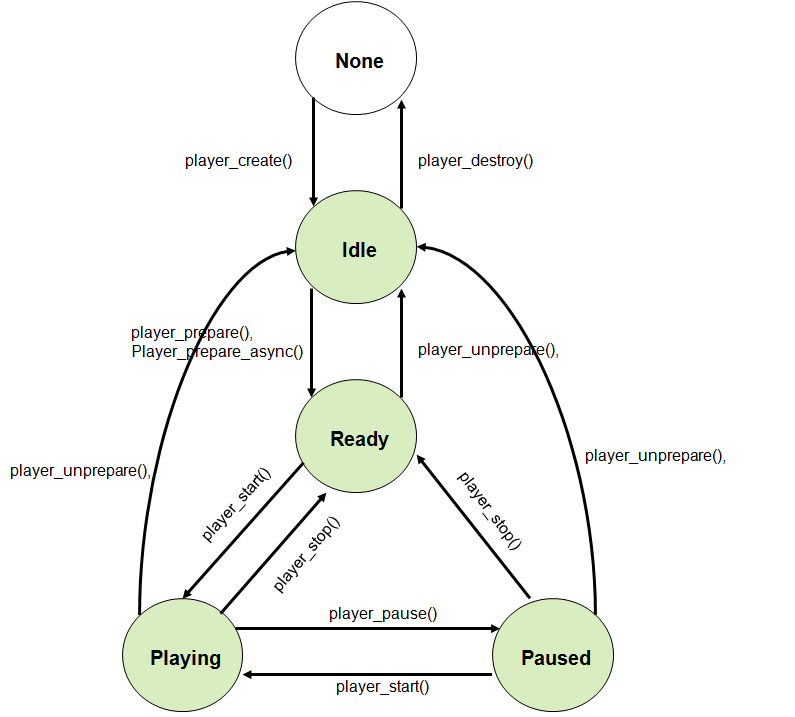 None
player_create()
player_destroy()
Idle
player_prepare(),
Player_prepare_async()
player_unprepare(),
Ready
player_unprepare(),
player_unprepare(),
player_start()
player_stop()
player_stop()
player_pause()
Playing
Paused
player_start()